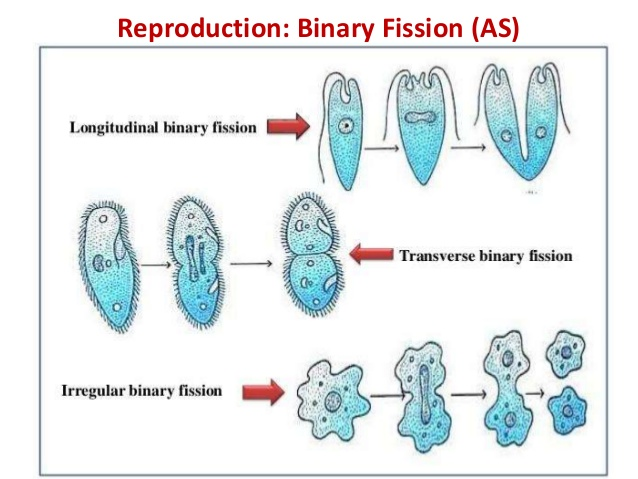 Reproduction: Binary Fission (AS)
Longitudinal binary fission
Transverse binary fission
Irregular binary fission